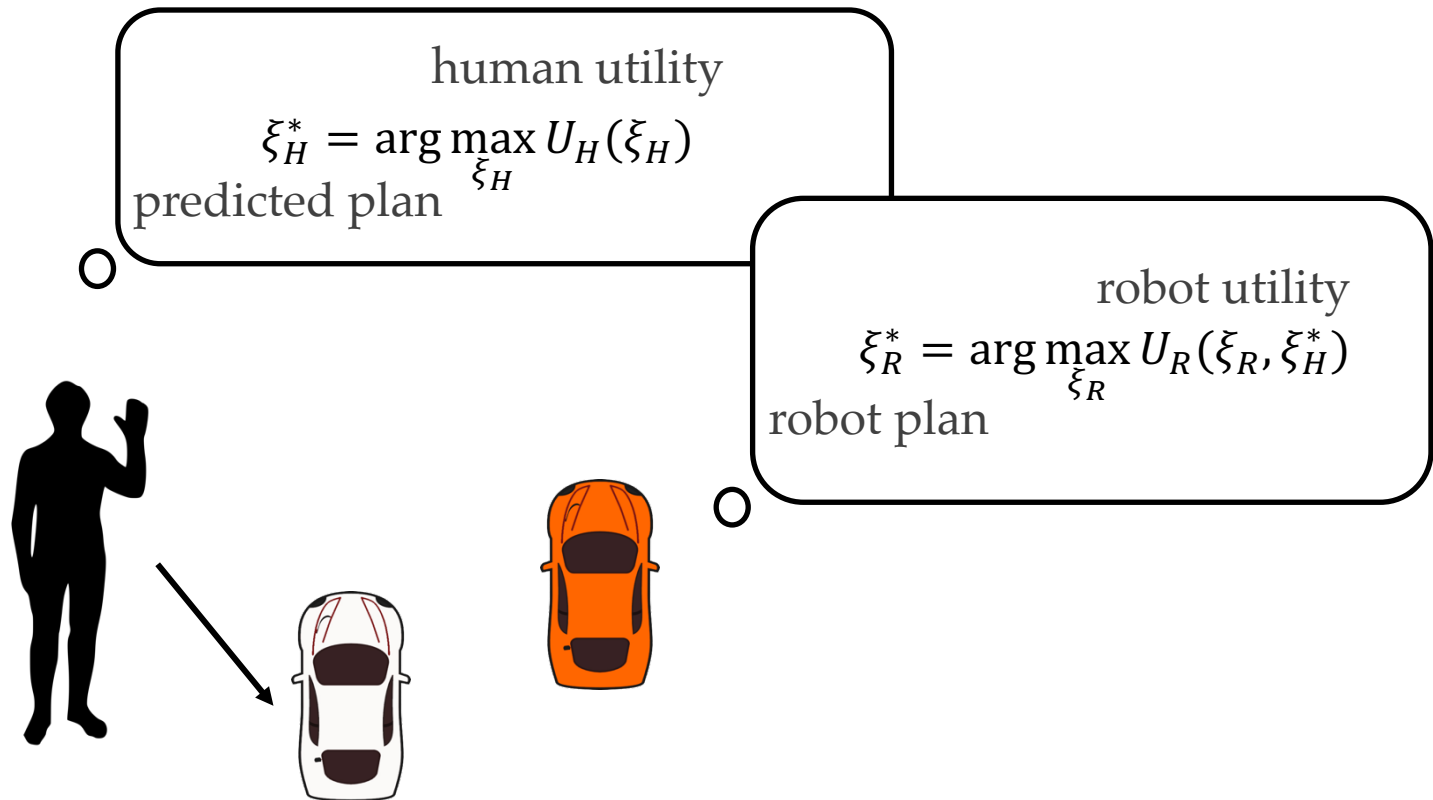 human utility
ξ*_H = arg max_{ξ_H} U_H(ξ_H)
predicted plan
robot utility
ξ*_R = arg max_{ξ_R} U_R(ξ_R, ξ*_H)
robot plan